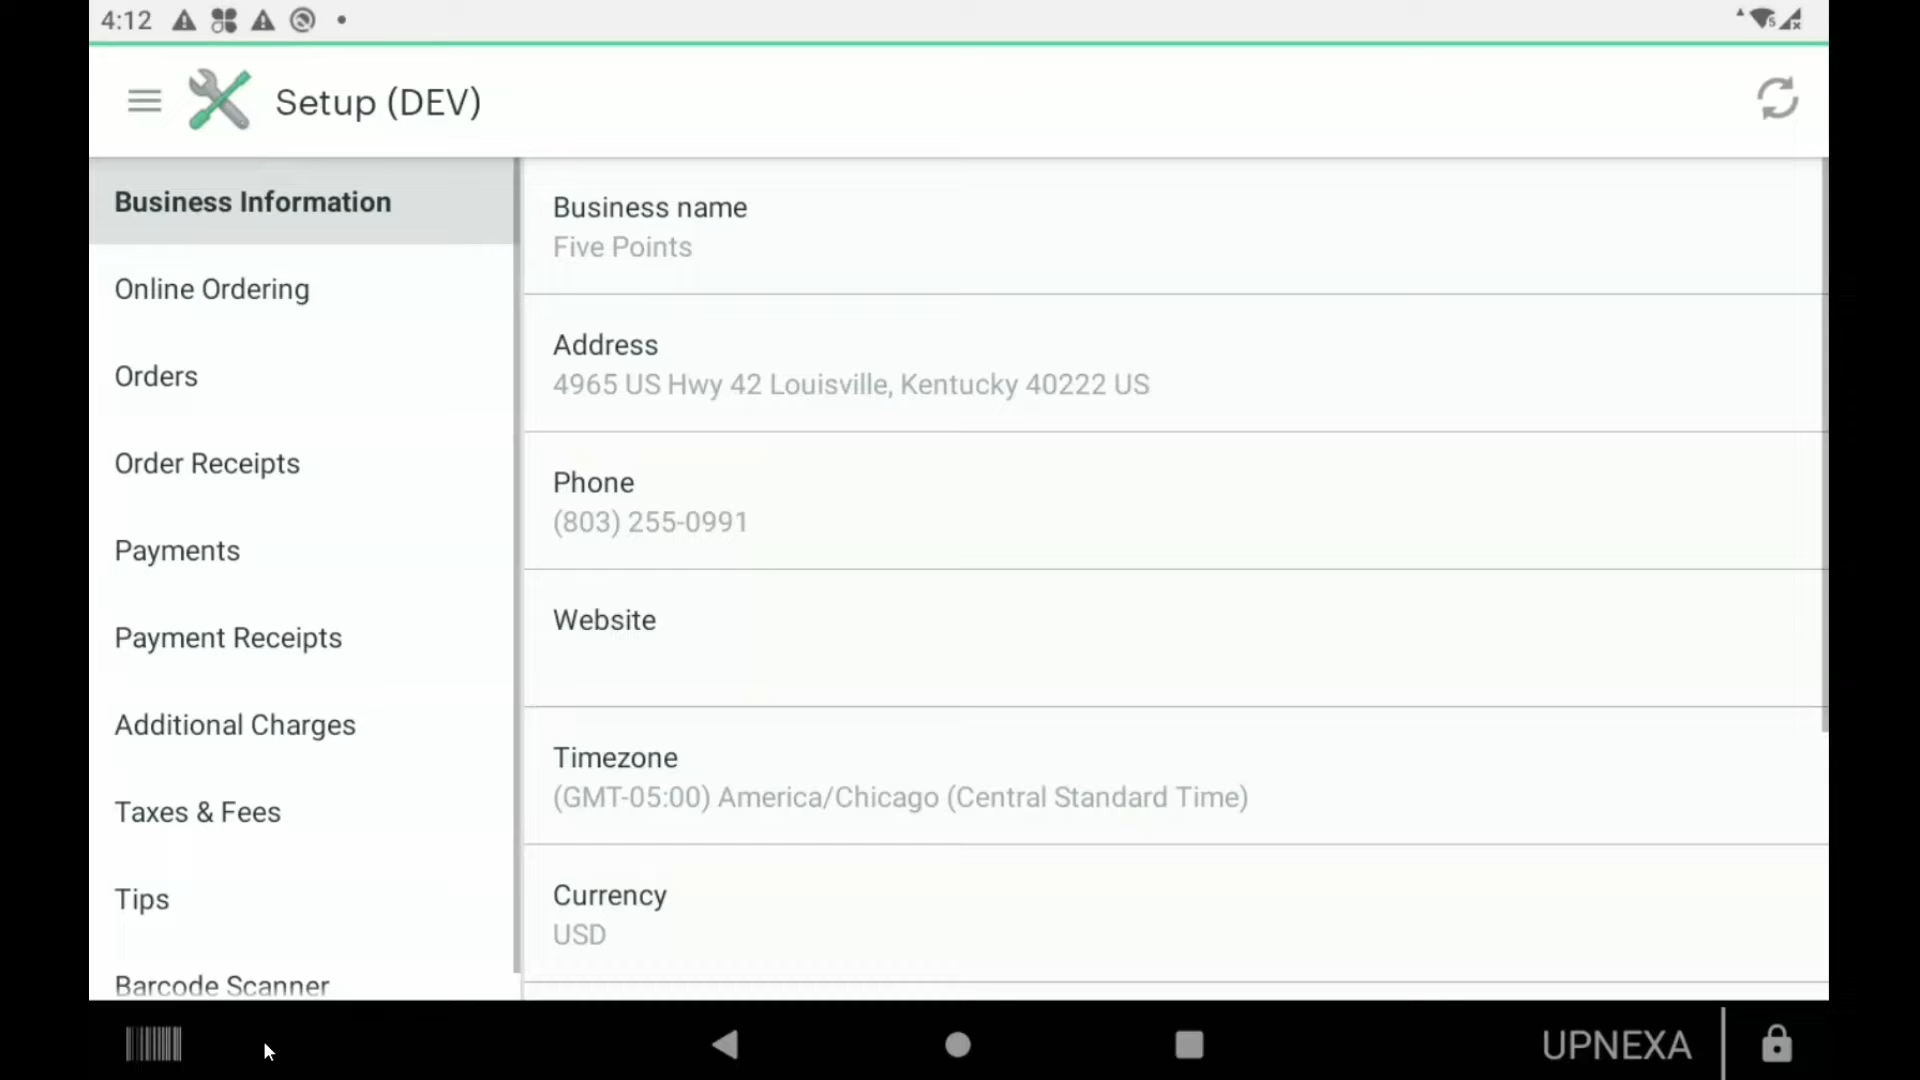 4:12
Setup (DEV)
Business Information
Online Ordering
Orders
Order Receipts
Payments
Payment Receipts
Additional Charges
Taxes & Fees
Tips
Barcode Scanner
Business name
Five Points
Address
4965 US Hwy 42 Louisville, Kentucky 40222 US
Phone
(803) 255-0991
Website
Timezone
(GMT-05:00) America/Chicago (Central Standard Time)
Currency
USD
UPNEXA